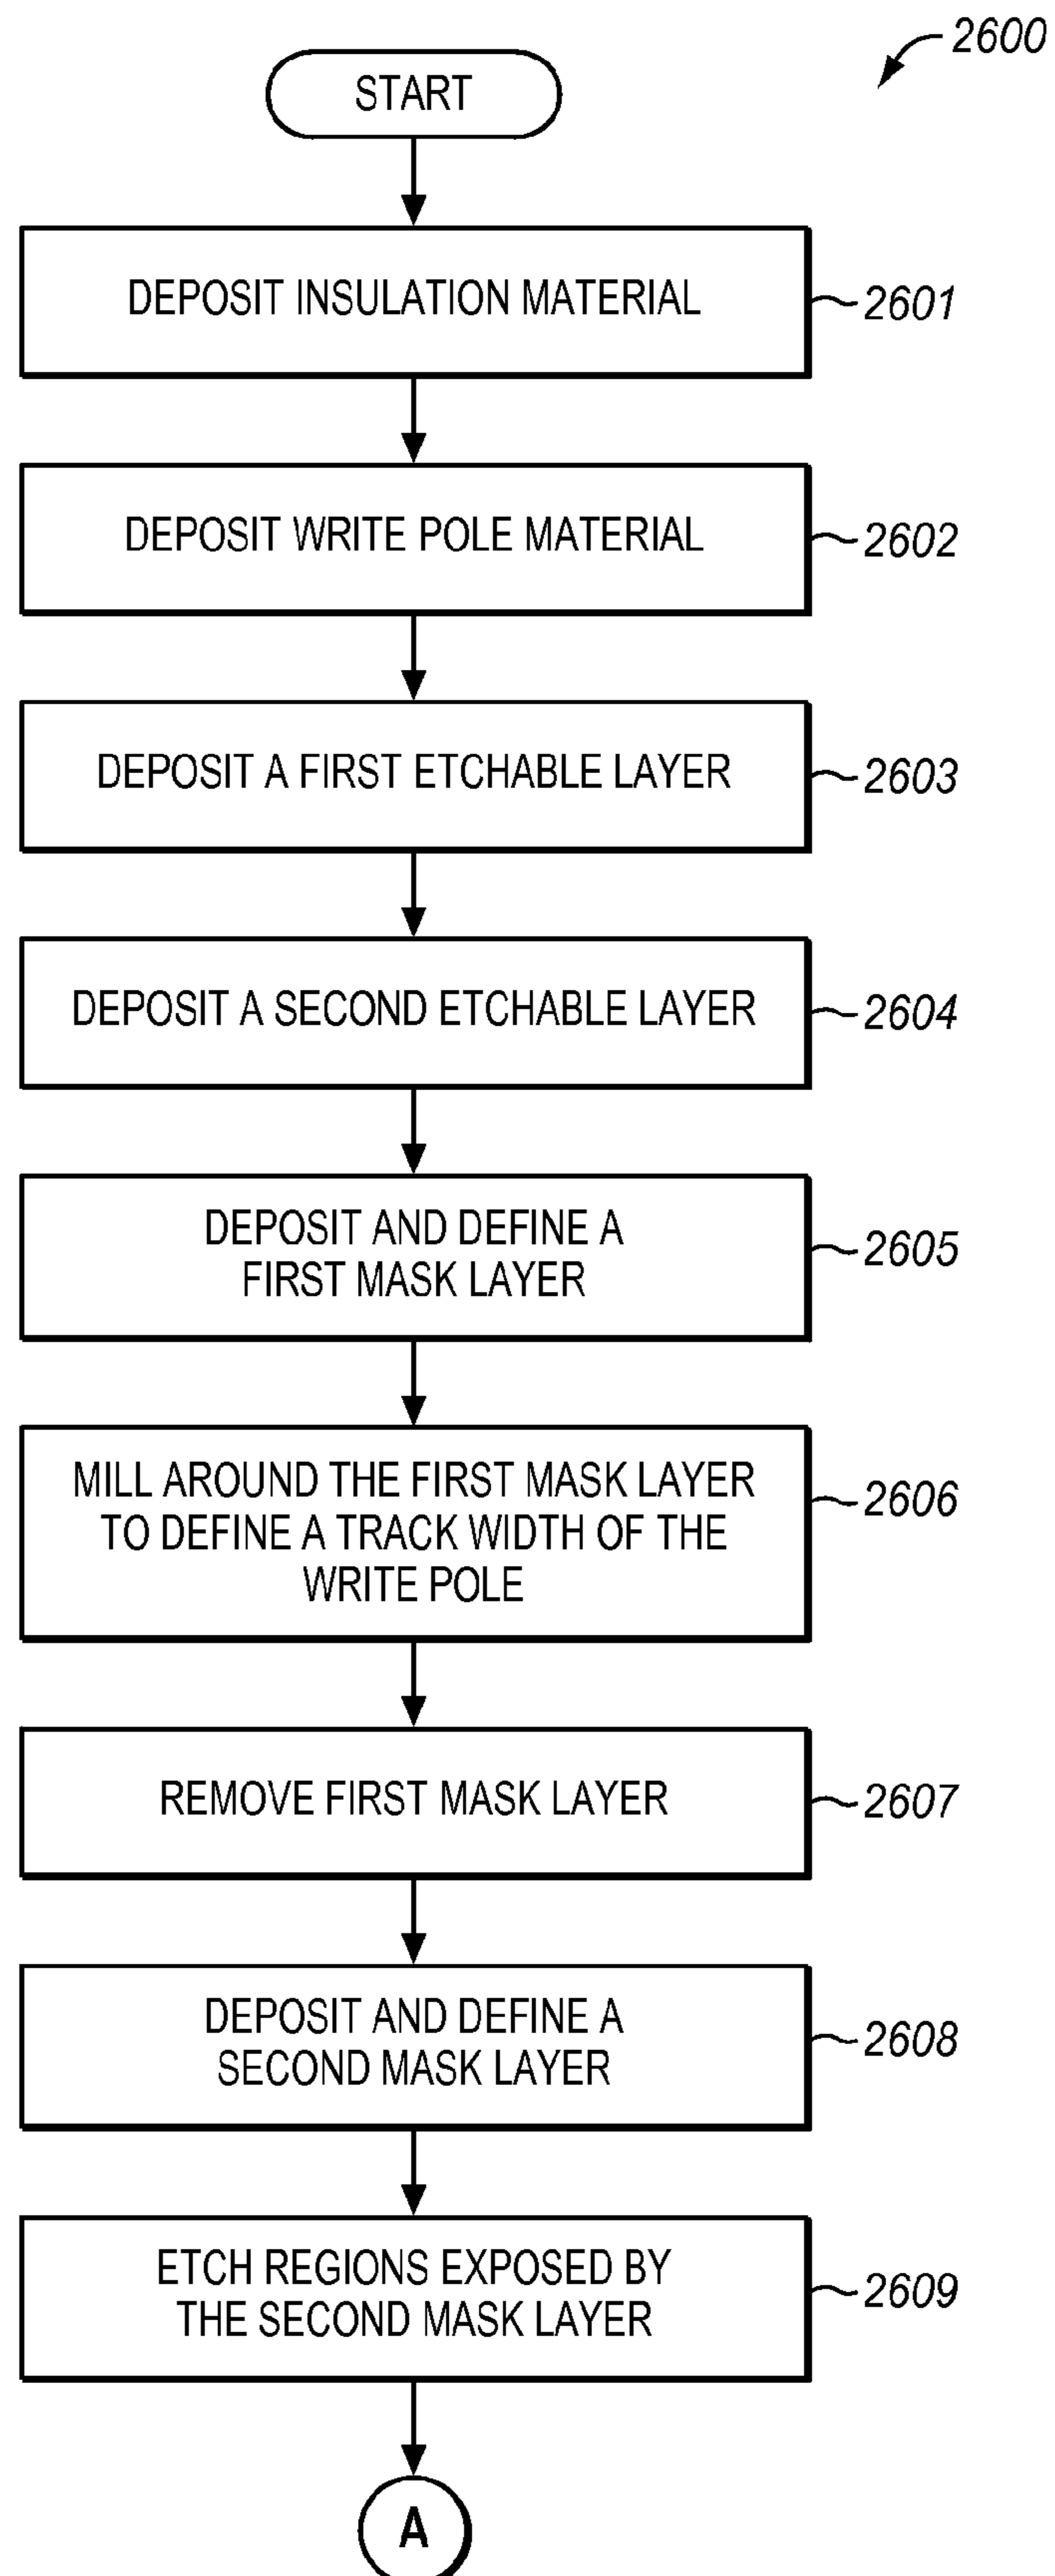 2600
START
DEPOSIT INSULATION MATERIAL
2601
DEPOSIT WRITE POLE MATERIAL
2602
DEPOSIT A FIRST ETCHABLE LAYER
2603
DEPOSIT A SECOND ETCHABLE LAYER
2604
DEPOSIT AND DEFINE A
FIRST MASK LAYER
2605
MILL AROUND THE FIRST MASK LAYER
TO DEFINE A TRACK WIDTH OF THE
WRITE POLE
2606
REMOVE FIRST MASK LAYER
2607
DEPOSIT AND DEFINE A
SECOND MASK LAYER
2608
ETCH REGIONS EXPOSED BY
THE SECOND MASK LAYER
2609
A